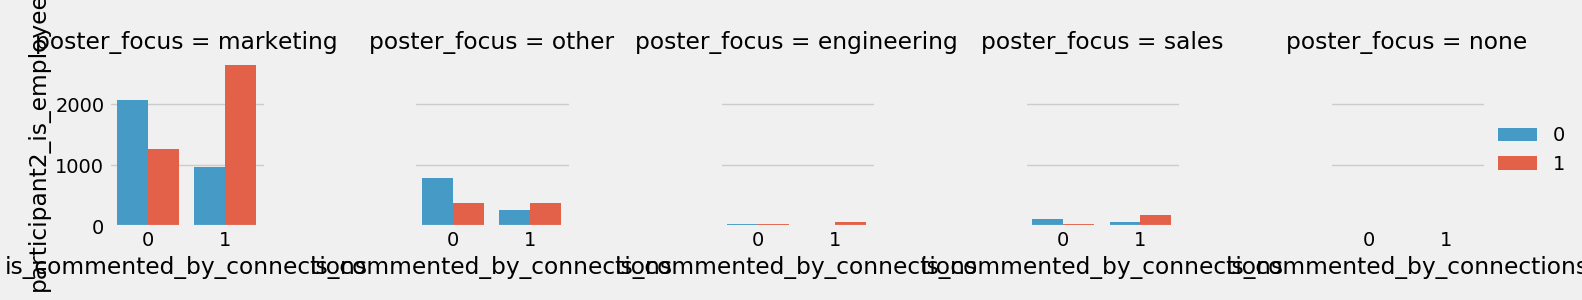 poster_focus = marketing
poster_focus = other
poster_focus = engineering
poster_focus = sales
poster_focus = none
participant2_is_employee
2000
1000
0
0 1
0 1
0 1
0 1
0 1
is_commented_by_connections
is_commented_by_connections
is_commented_by_connections
is_commented_by_connections
is_commented_by_connections
0
1